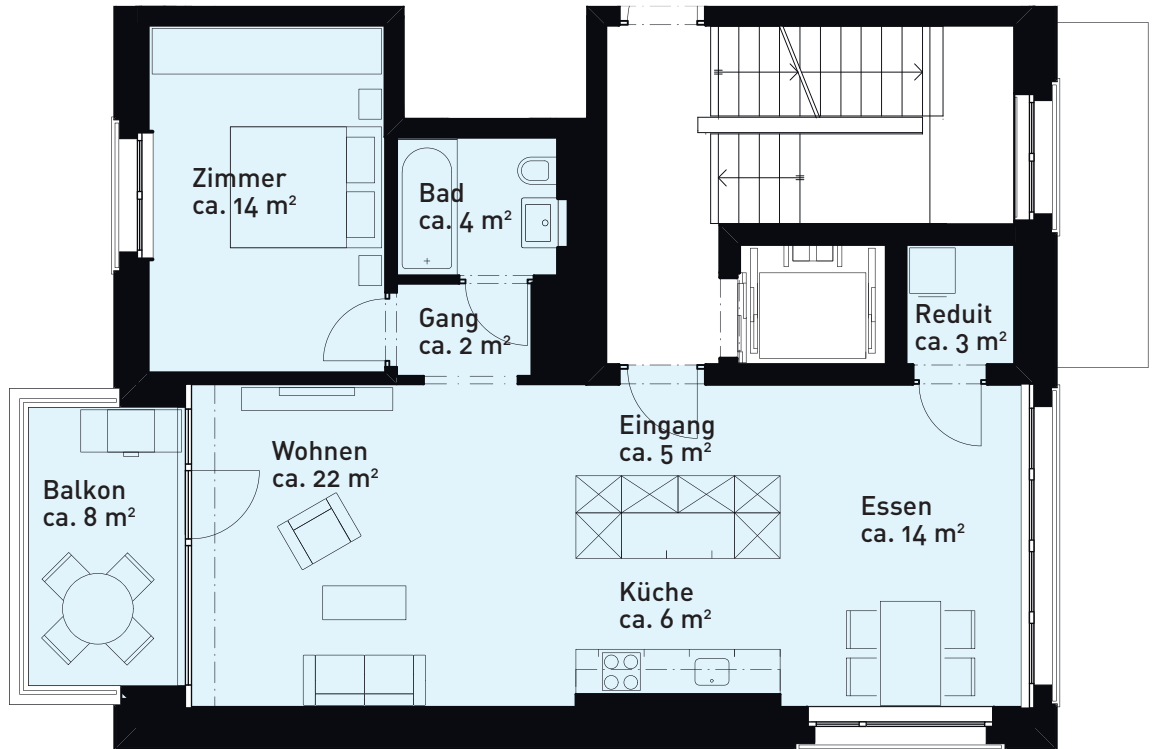 Zimmer
ca. 14 m²
Bad
ca. 4 m²
Gang
ca. 2 m²
Reduit
ca. 3 m²
Eingang
ca. 5 m²
Wohnen
ca. 22 m²
Balkon
ca. 8 m²
Essen
ca. 14 m²
Küche
ca. 6 m²